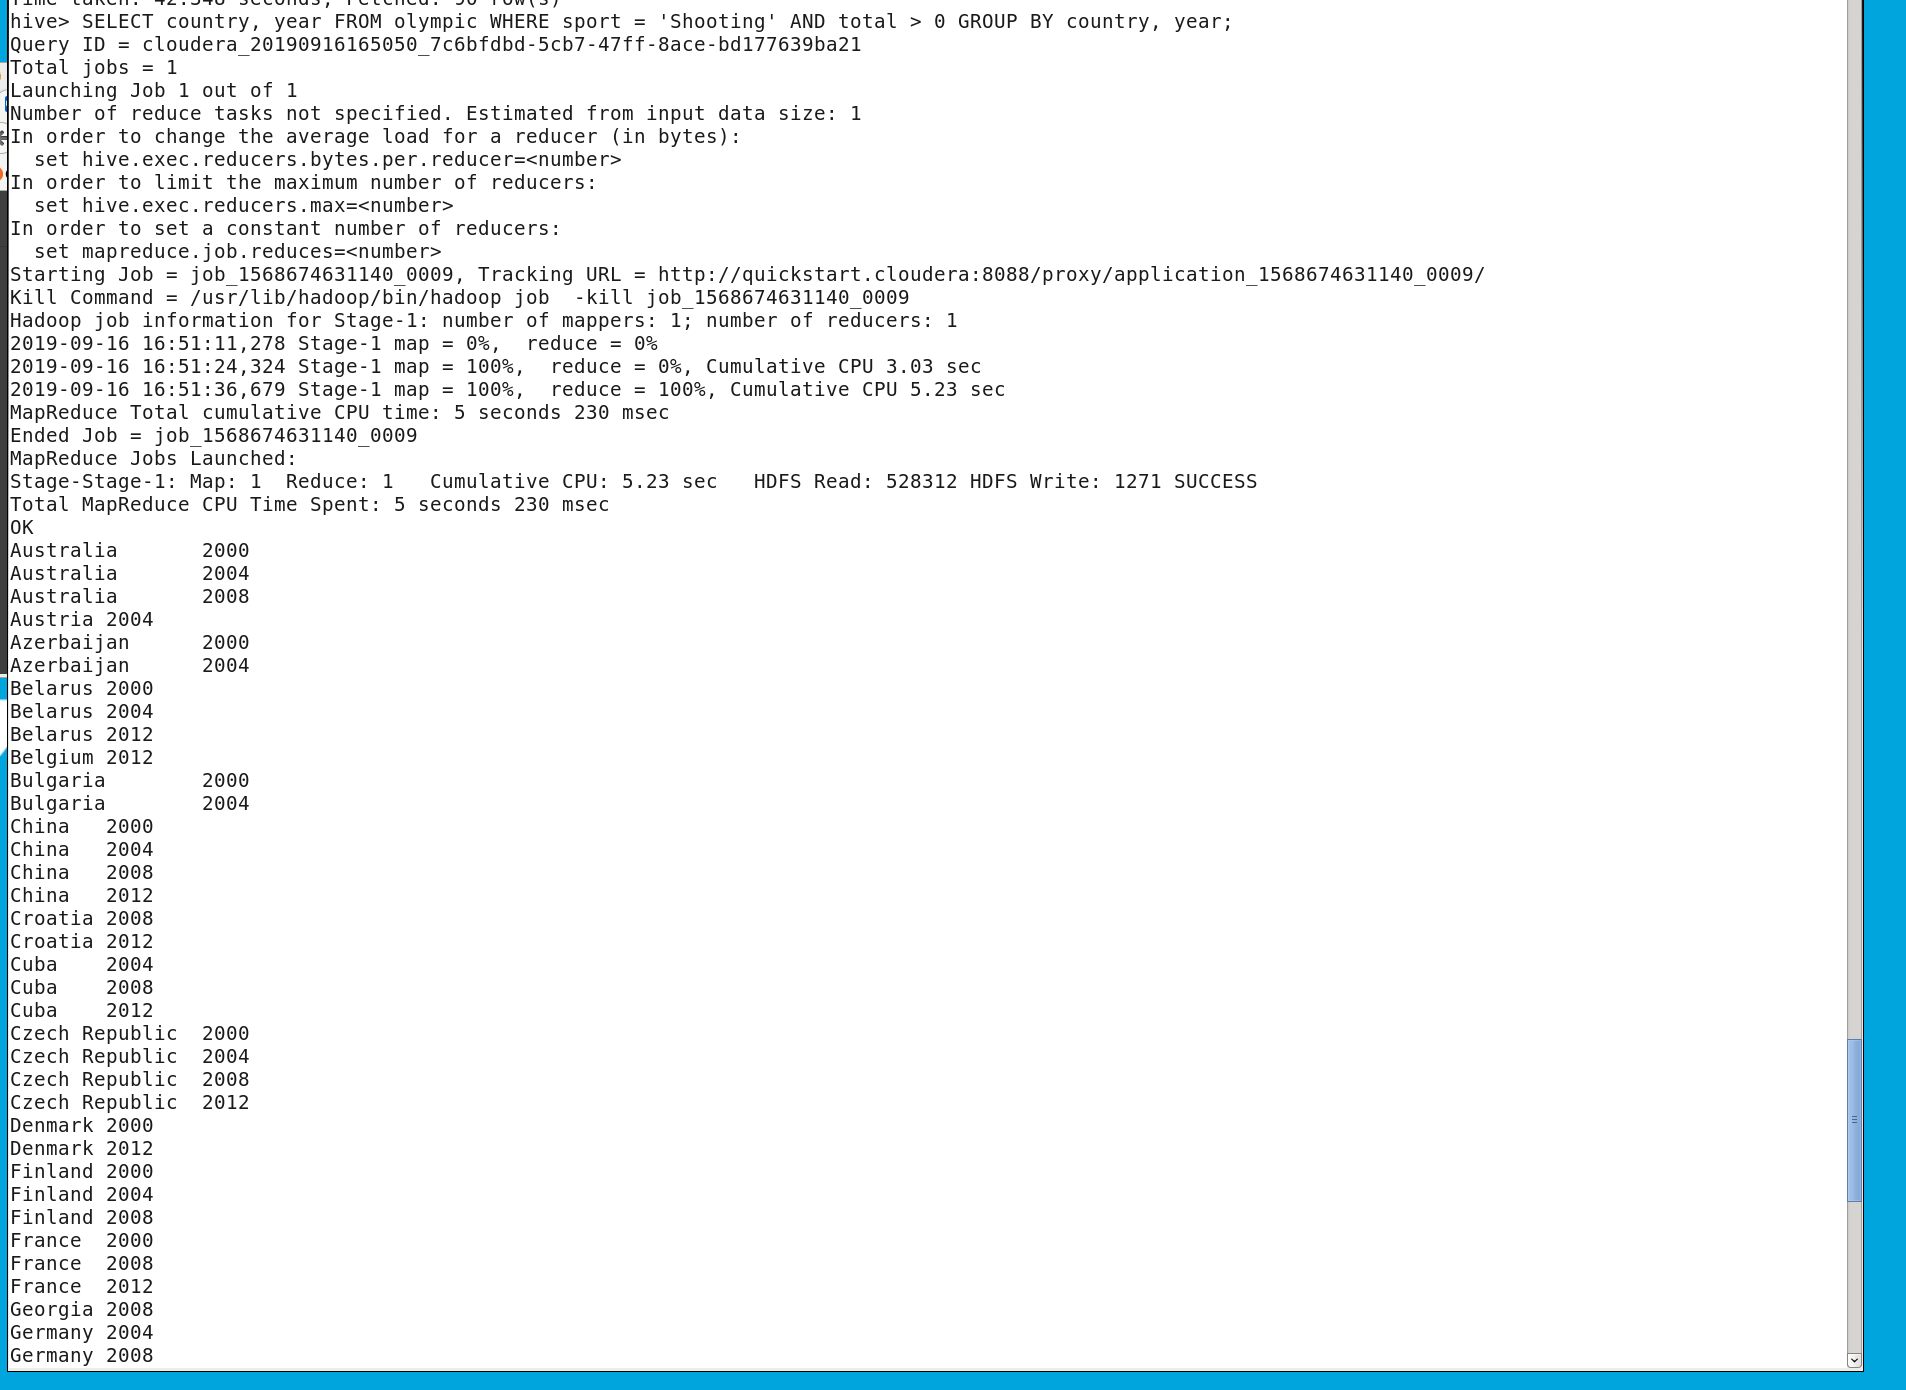 Time taken: 42.348 seconds, Fetched: 90 row(s)
hive> SELECT country, year FROM olympic WHERE sport = 'Shooting' AND total > 0 GROUP BY country, year;
Query ID = cloudera_20190916165050_7c6bfdbd-5cb7-47ff-8ace-bd177639ba21
Total jobs = 1
Launching Job 1 out of 1
Number of reduce tasks not specified. Estimated from input data size: 1
In order to change the average load for a reducer (in bytes):
  set hive.exec.reducers.bytes.per.reducer=<number>
In order to limit the maximum number of reducers:
  set hive.exec.reducers.max=<number>
In order to set a constant number of reducers:
  set mapreduce.job.reduces=<number>
Starting Job = job_1568674631140_0009, Tracking URL = http://quickstart.cloudera:8088/proxy/application_1568674631140_0009/
Kill Command = /usr/lib/hadoop/bin/hadoop job  -kill job_1568674631140_0009
Hadoop job information for Stage-1: number of mappers: 1; number of reducers: 1
2019-09-16 16:51:11,278 Stage-1 map = 0%,  reduce = 0%
2019-09-16 16:51:24,324 Stage-1 map = 100%,  reduce = 0%, Cumulative CPU 3.03 sec
2019-09-16 16:51:36,679 Stage-1 map = 100%,  reduce = 100%, Cumulative CPU 5.23 sec
MapReduce Total cumulative CPU time: 5 seconds 230 msec
Ended Job = job_1568674631140_0009
MapReduce Jobs Launched:
Stage-Stage-1: Map: 1  Reduce: 1   Cumulative CPU: 5.23 sec   HDFS Read: 528312 HDFS Write: 1271 SUCCESS
Total MapReduce CPU Time Spent: 5 seconds 230 msec
OK
Australia       2000
Australia       2004
Australia       2008
Austria 2004
Azerbaijan      2000
Azerbaijan      2004
Belarus 2000
Belarus 2004
Belarus 2012
Belgium 2012
Bulgaria        2000
Bulgaria        2004
China   2000
China   2004
China   2008
China   2012
Croatia 2008
Croatia 2012
Cuba    2004
Cuba    2008
Cuba    2012
Czech Republic  2000
Czech Republic  2004
Czech Republic  2008
Czech Republic  2012
Denmark 2000
Denmark 2012
Finland 2000
Finland 2004
Finland 2008
France  2000
France  2008
France  2012
Georgia 2008
Germany 2004
Germany 2008